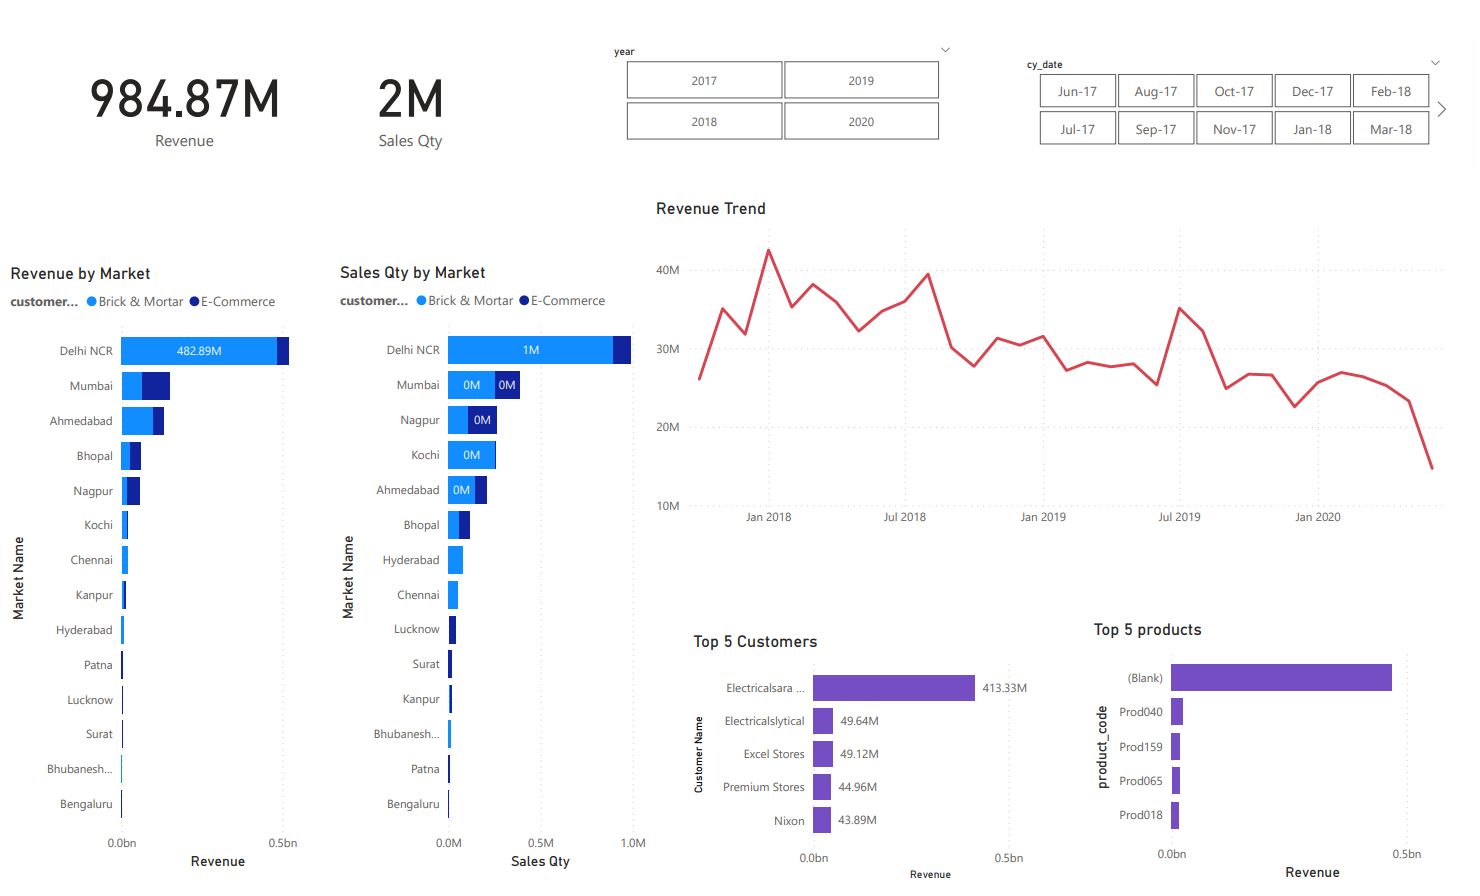 984.87M
Revenue
2M
Sales Qty
year
2017
2019
2018
2020
cy_date
Jun-17
Aug-17
Oct-17
Dec-17
Feb-18
Jul-17
Sep-17
Nov-17
Jan-18
Mar-18
Revenue by Market
customer... Brick & Mortar E-Commerce
Market Name
Delhi NCR 482.89M
Mumbai
Ahmedabad
Bhopal
Nagpur
Kochi
Chennai
Kanpur
Hyderabad
Patna
Lucknow
Surat
Bhubanesh...
Bengaluru
0.0bn 0.5bn
Revenue
Sales Qty by Market
customer... Brick & Mortar E-Commerce
Market Name
Delhi NCR 1M
Mumbai 0M 0M
Nagpur 0M
Kochi 0M
Ahmedabad 0M
Bhopal
Hyderabad
Chennai
Lucknow
Surat
Kanpur
Bhubanesh...
Patna
Bengaluru
0.0M 0.5M 1.0M
Sales Qty
Revenue Trend
40M
30M
20M
10M
Jan 2018 Jul 2018 Jan 2019 Jul 2019 Jan 2020
Top 5 Customers
Customer Name
Electricalsara ... 413.33M
Electricalslytical 49.64M
Excel Stores 49.12M
Premium Stores 44.96M
Nixon 43.89M
0.0bn 0.5bn
Revenue
Top 5 products
product_code
(Blank)
Prod040
Prod159
Prod065
Prod018
0.0bn 0.5bn
Revenue